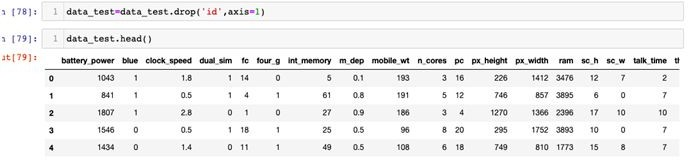 n [78]: 1 data_test=data_test.drop('id',axis=1)
n [79]: 1 data_test.head()
ut[79]:
battery_power blue clock_speed dual_sim fc four_g int_memory m_dep mobile_wt n_cores pc px_height px_width ram sc_h sc_w talk_time th
0 1043 1 1.8 1 14 0 5 0.1 193 3 16 226 1412 3476 12 7 2
1 841 1 0.5 1 4 1 61 0.8 191 5 12 746 857 3895 6 0 7
2 1807 1 2.8 0 1 0 27 0.9 186 3 4 1270 1366 2396 17 10 10
3 1546 0 0.5 1 18 1 25 0.5 96 8 20 295 1752 3893 10 0 7
4 1434 0 1.4 0 11 1 49 0.5 108 6 18 749 810 1773 15 8 7